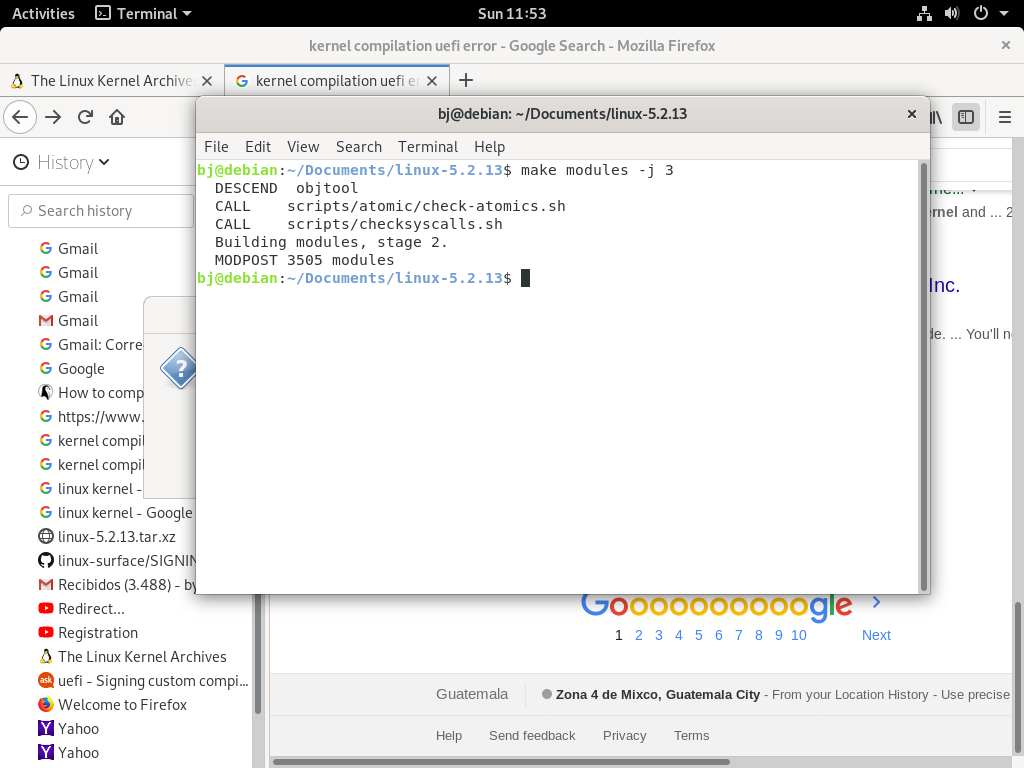 Activities Terminal Sun 11:53
kernel compilation uefi error - Google Search - Mozilla Firefox
The Linux Kernel Archives
kernel compilation uefi er
bj@debian: ~/Documents/linux-5.2.13
File Edit View Search Terminal Help
bj@debian:~/Documents/linux-5.2.13$ make modules -j 3
DESCEND objtool
CALL scripts/atomic/check-atomics.sh
CALL scripts/checksyscalls.sh
Building modules, stage 2.
MODPOST 3505 modules
bj@debian:~/Documents/linux-5.2.13$
History
Search history
Gmail
Gmail
Gmail
Gmail
Gmail: Corre
Google
How to comp
https://www.
kernel compil
kernel compil
linux kernel -
linux kernel - Google
linux-5.2.13.tar.xz
linux-surface/SIGNIN
Recibidos (3.488) - by
Redirect...
Registration
The Linux Kernel Archives
uefi - Signing custom compi...
Welcome to Firefox
Yahoo
Yahoo
?
ask
ernel and ... 2
Inc.
de. ... You'll n
Goooooooooogle
1 2 3 4 5 6 7 8 9 10 Next
Guatemala Zona 4 de Mixco, Guatemala City - From your Location History - Use precise
Help Send feedback Privacy Terms